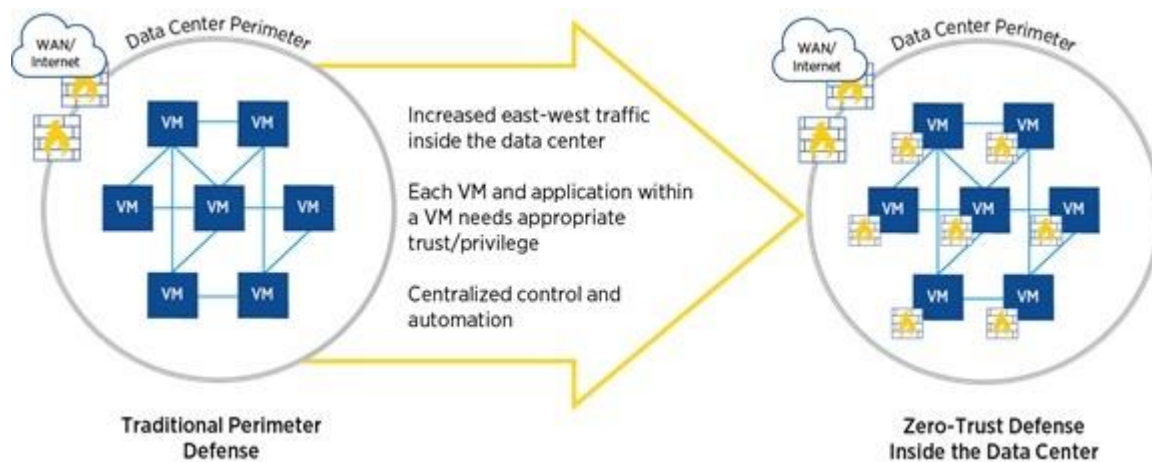 WAN/
Internet
Data Center Perimeter
VM
VM
VM
VM
VM
VM
VM
Traditional Perimeter
Defense
Increased east-west traffic
inside the data center
Each VM and application within
a VM needs appropriate
trust/privilege
Centralized control and
automation
WAN/
Internet
Data Center Perimeter
VM
VM
VM
VM
VM
VM
VM
Zero-Trust Defense
Inside the Data Center